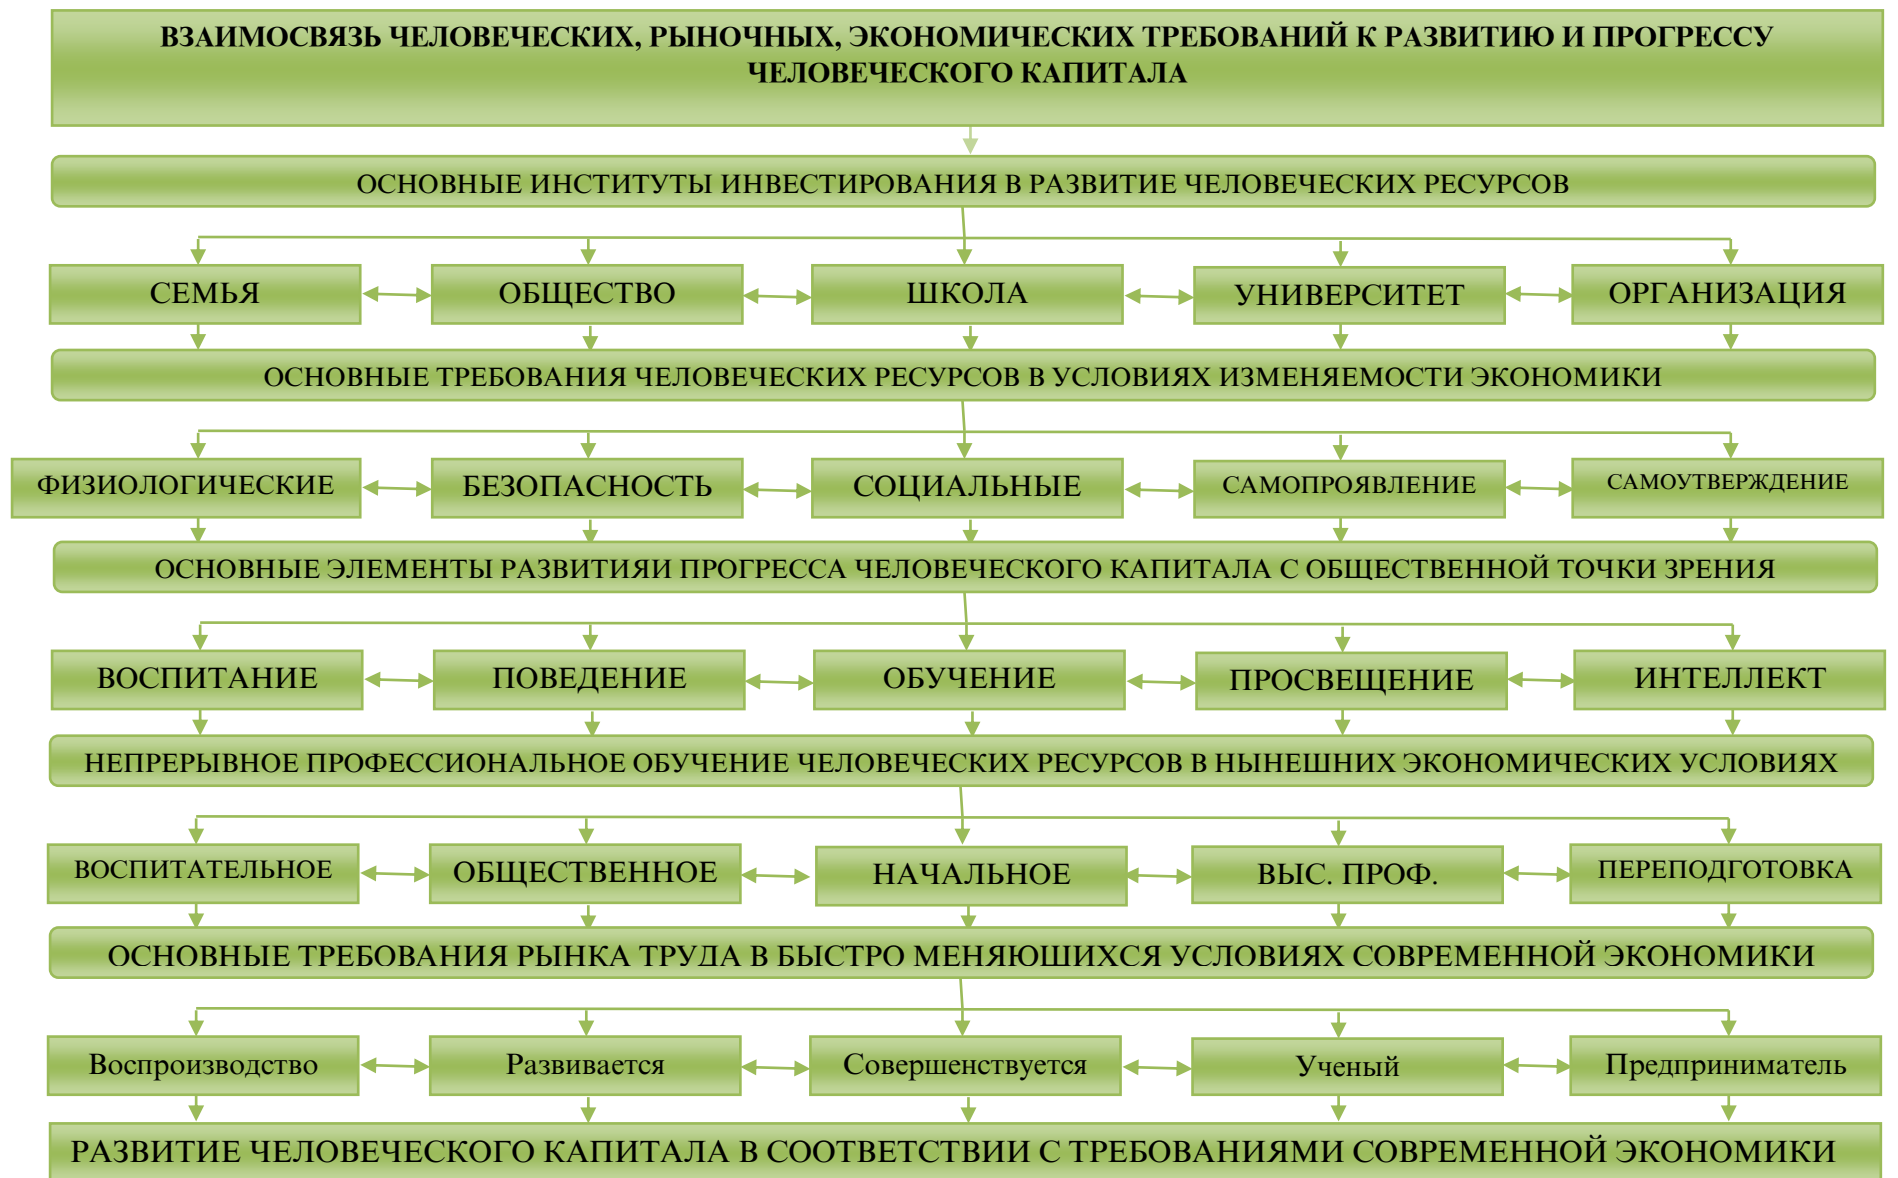 ВЗАИМОСВЯЗЬ ЧЕЛОВЕЧЕСКИХ, РЫНОЧНЫХ, ЭКОНОМИЧЕСКИХ ТРЕБОВАНИЙ К РАЗВИТИЮ И ПРОГРЕССУ
ЧЕЛОВЕЧЕСКОГО КАПИТАЛА
ОСНОВНЫЕ ИНСТИТУТЫ ИНВЕСТИРОВАНИЯ В РАЗВИТИЕ ЧЕЛОВЕЧЕСКИХ РЕСУРСОВ
СЕМЬЯ
ОБЩЕСТВО
ШКОЛА
УНИВЕРСИТЕТ
ОРГАНИЗАЦИЯ
ОСНОВНЫЕ ТРЕБОВАНИЯ ЧЕЛОВЕЧЕСКИХ РЕСУРСОВ В УСЛОВИЯХ ИЗМЕНЯЕМОСТИ ЭКОНОМИКИ
ФИЗИОЛОГИЧЕСКИЕ
БЕЗОПАСНОСТЬ
СОЦИАЛЬНЫЕ
САМОПРОЯВЛЕНИЕ
САМОУТВЕРЖДЕНИЕ
ОСНОВНЫЕ ЭЛЕМЕНТЫ РАЗВИТИЯИ ПРОГРЕССА ЧЕЛОВЕЧЕСКОГО КАПИТАЛА С ОБЩЕСТВЕННОЙ ТОЧКИ ЗРЕНИЯ
ВОСПИТАНИЕ
ПОВЕДЕНИЕ
ОБУЧЕНИЕ
ПРОСВЕЩЕНИЕ
ИНТЕЛЛЕКТ
НЕПРЕРЫВНОЕ ПРОФЕССИОНАЛЬНОЕ ОБУЧЕНИЕ ЧЕЛОВЕЧЕСКИХ РЕСУРСОВ В НЫНЕШНИХ ЭКОНОМИЧЕСКИХ УСЛОВИЯХ
ВОСПИТАТЕЛЬНОЕ
ОБЩЕСТВЕННОЕ
НАЧАЛЬНОЕ
ВЫС. ПРОФ.
ПЕРЕПОДГОТОВКА
ОСНОВНЫЕ ТРЕБОВАНИЯ РЫНКА ТРУДА В БЫСТРО МЕНЯЮШИХСЯ УСЛОВИЯХ СОВРЕМЕННОЙ ЭКОНОМИКИ
Воспроизводство
Развивается
Совершенствуется
Ученый
Предприниматель
РАЗВИТИЕ ЧЕЛОВЕЧЕСКОГО КАПИТАЛА В СООТВЕТСТВИИ С ТРЕБОВАНИЯМИ СОВРЕМЕННОЙ ЭКОНОМИКИ